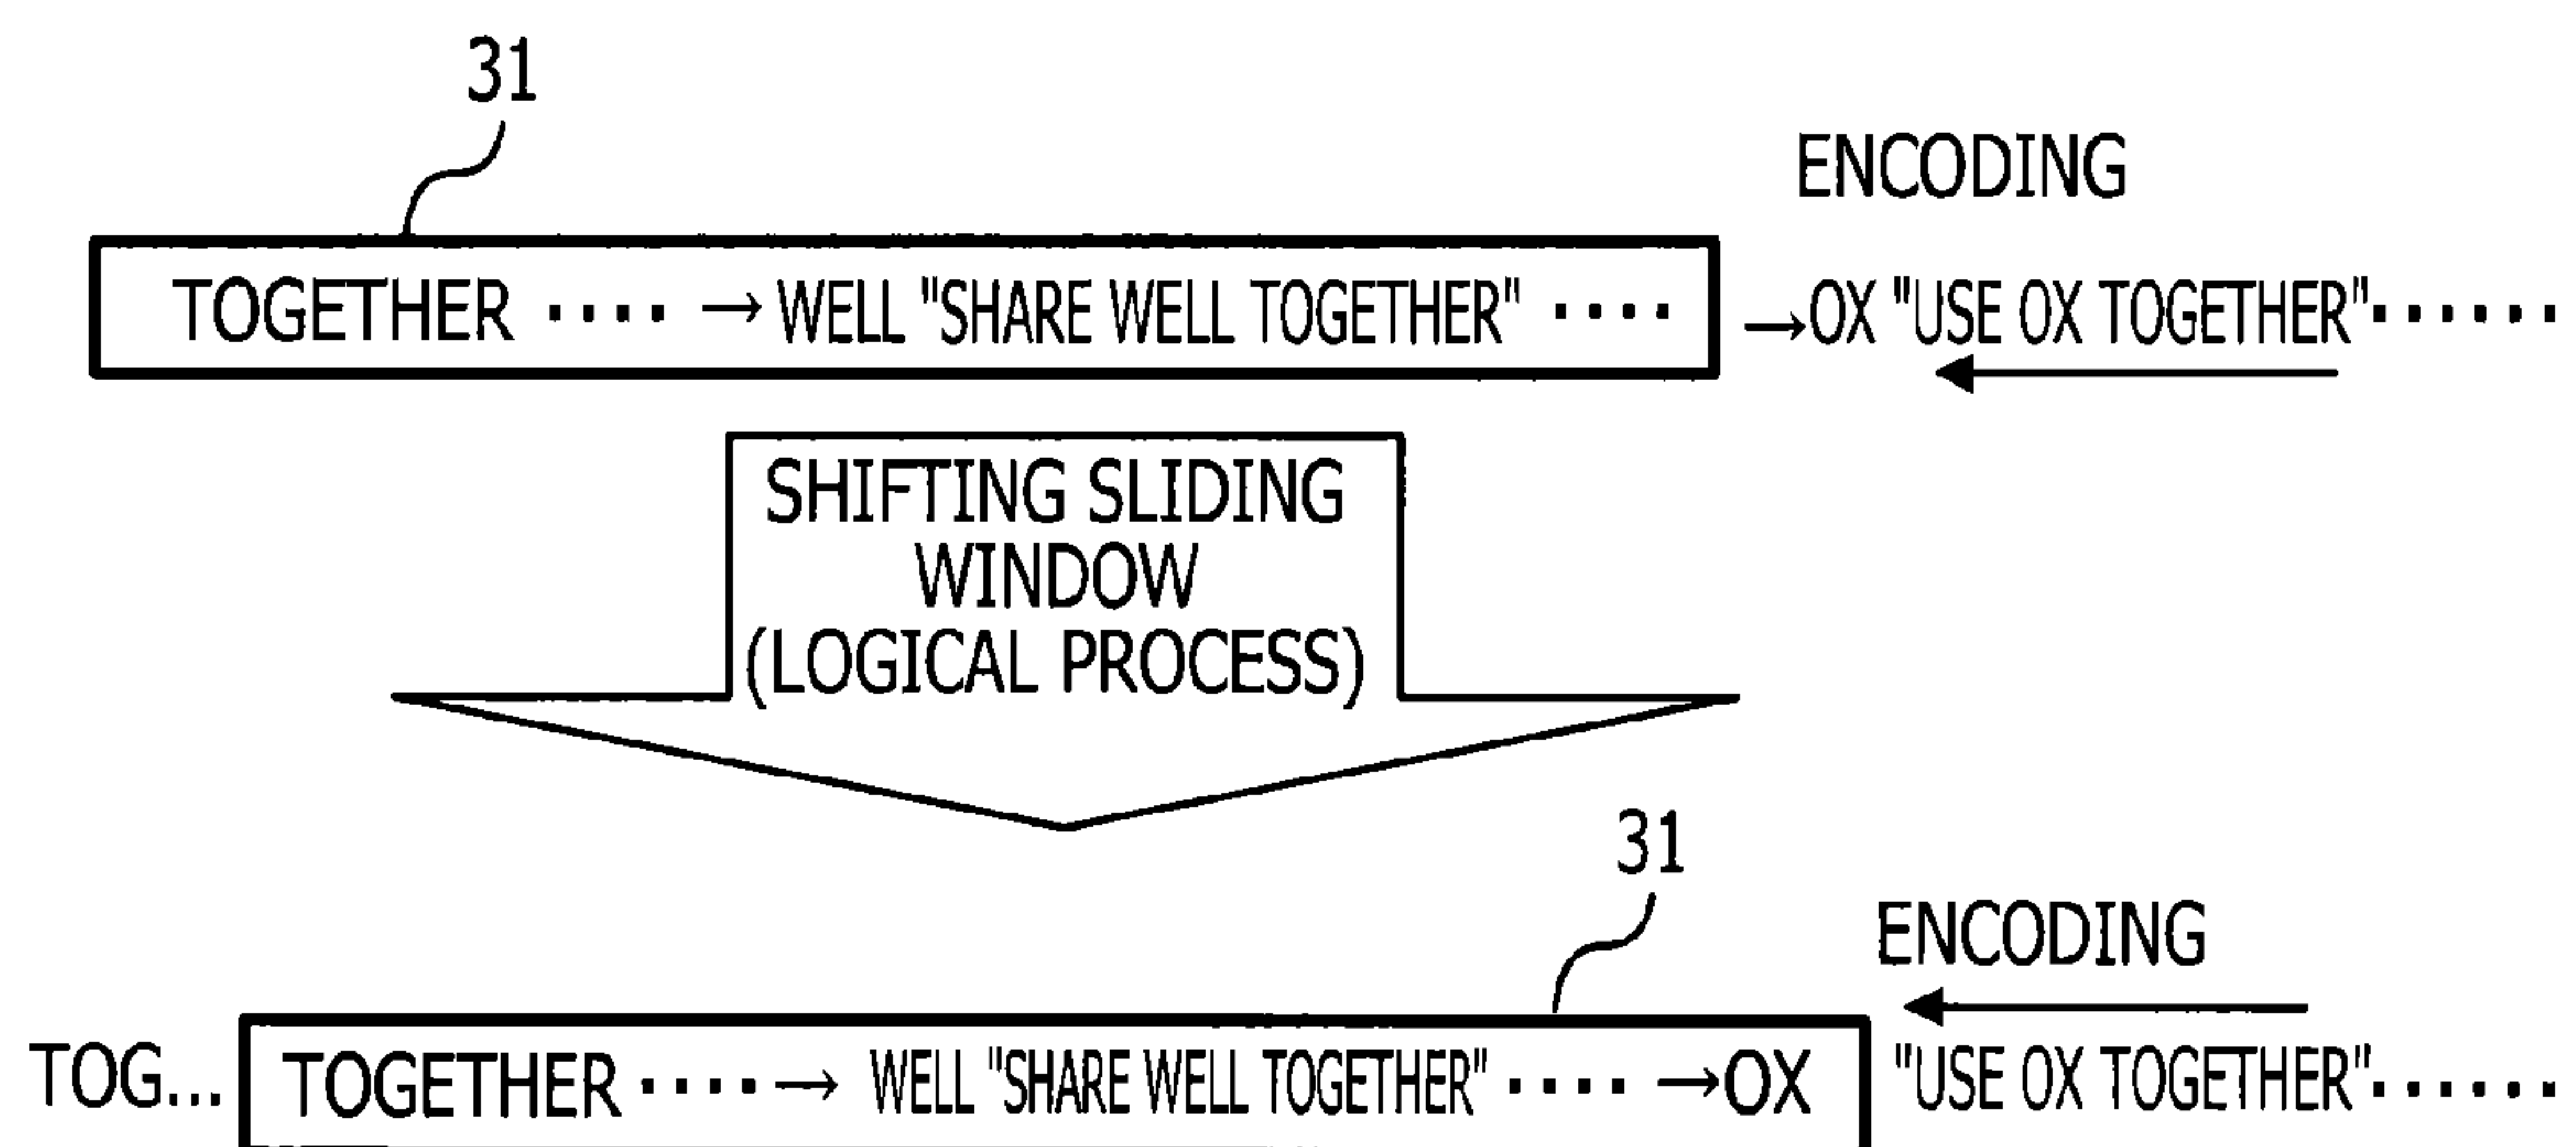 31
ENCODING
TOGETHER ···· →WELL "SHARE WELL TOGETHER" ···· →OX "USE OX TOGETHER"······
SHIFTING SLIDING
WINDOW
(LOGICAL PROCESS)
31
ENCODING
TOG... TOGETHER ····→ WELL "SHARE WELL TOGETHER" ···· →OX "USE OX TOGETHER"······